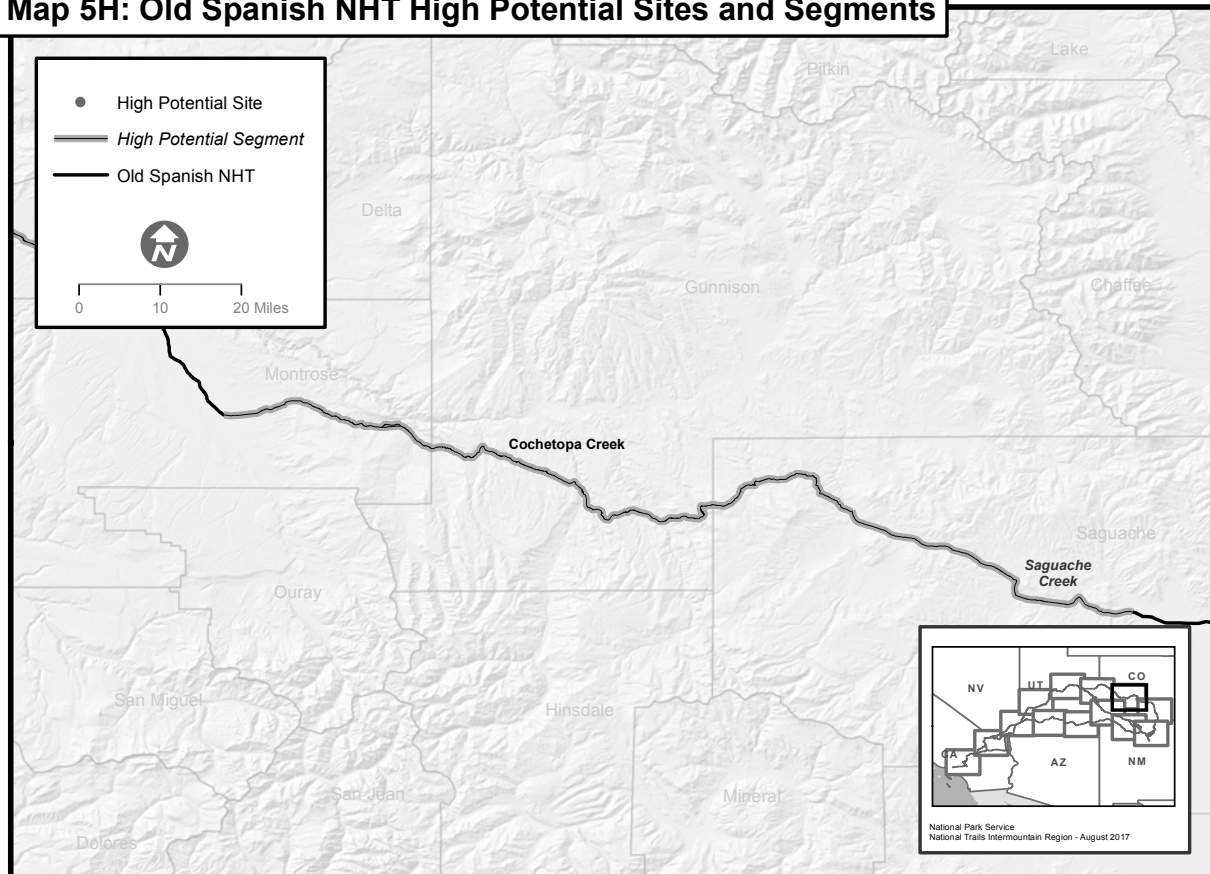 Map 5H: Old Spanish NHT High Potential Sites and Segments
High Potential Site
High Potential Segment
Old Spanish NHT
N
0 10 20 Miles
Lake
Pitkin
Delta
Gunnison
Chaffee
Montrose
Cochetopa Creek
Saguache
Saguache
Creek
Ouray
San Miguel
Hinsdale
San Juan
Mineral
Dolores
NV
UT
CO
CA
AZ
NM
National Park Service
National Trails Intermountain Region - August 2017